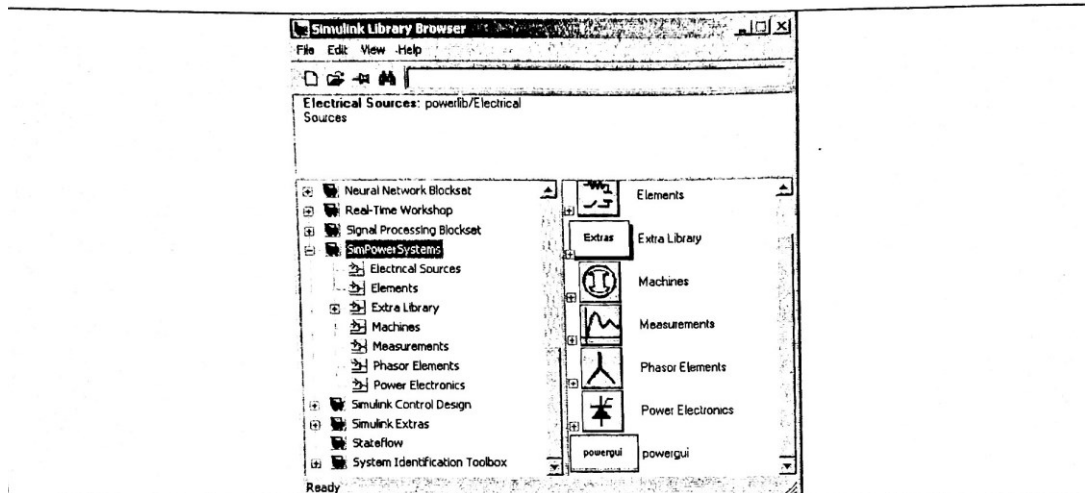 Simulink Library Browser
File Edit View Help
Electrical Sources: powerlib/Electrical
Sources
Neural Network Blockset
Real-Time Workshop
Signal Processing Blockset
SimPowerSystems
Electrical Sources
Elements
Extra Library
Machines
Measurements
Phasor Elements
Power Electronics
Simulink Control Design
Simulink Extras
Stateflow
System Identification Toolbox
Elements
Extras Extra Library
Machines
Measurements
Phasor Elements
Power Electronics
powergui powergui
Ready